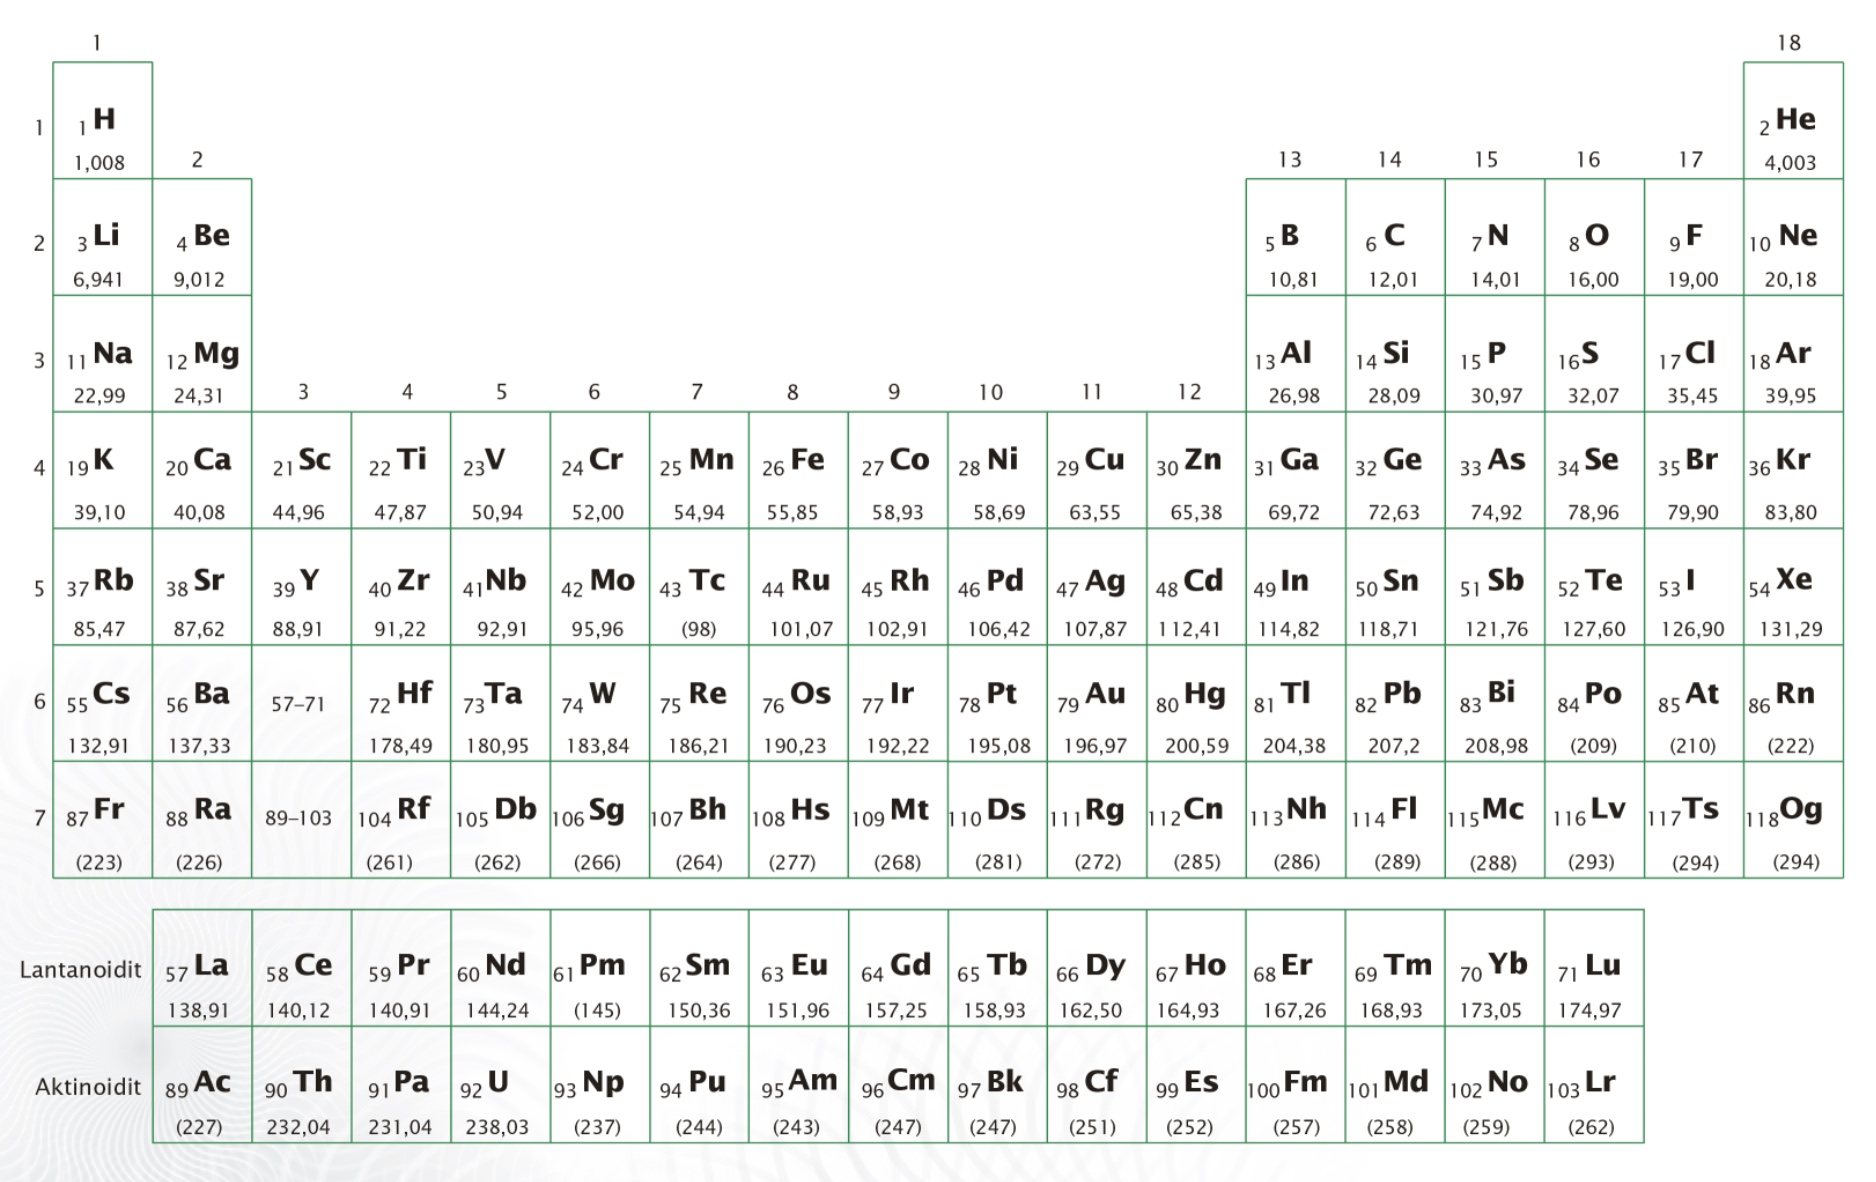 1 18
1 1 H 2 He
1,008 2 13 14 15 16 17 4,003
2 3 Li 4 Be 5 B 6 C 7 N 8 O 9 F 10 Ne
6,941 9,012 10,81 12,01 14,01 16,00 19,00 20,18
3 11 Na 12 Mg 13 Al 14 Si 15 P 16 S 17 Cl 18 Ar
22,99 24,31 3 4 5 6 7 8 9 10 11 12 26,98 28,09 30,97 32,07 35,45 39,95
4 19 K 20 Ca 21 Sc 22 Ti 23 V 24 Cr 25 Mn 26 Fe 27 Co 28 Ni 29 Cu 30 Zn 31 Ga 32 Ge 33 As 34 Se 35 Br 36 Kr
39,10 40,08 44,96 47,87 50,94 52,00 54,94 55,85 58,93 58,69 63,55 65,38 69,72 72,63 74,92 78,96 79,90 83,80
5 37 Rb 38 Sr 39 Y 40 Zr 41 Nb 42 Mo 43 Tc 44 Ru 45 Rh 46 Pd 47 Ag 48 Cd 49 In 50 Sn 51 Sb 52 Te 53 I 54 Xe
85,47 87,62 88,91 91,22 92,91 95,96 (98) 101,07 102,91 106,42 107,87 112,41 114,82 118,71 121,76 127,60 126,90 131,29
6 55 Cs 56 Ba 57–71 72 Hf 73 Ta 74 W 75 Re 76 Os 77 Ir 78 Pt 79 Au 80 Hg 81 Tl 82 Pb 83 Bi 84 Po 85 At 86 Rn
132,91 137,33 178,49 180,95 183,84 186,21 190,23 192,22 195,08 196,97 200,59 204,38 207,2 208,98 (209) (210) (222)
7 87 Fr 88 Ra 89–103 104 Rf 105 Db 106 Sg 107 Bh 108 Hs 109 Mt 110 Ds 111 Rg 112 Cn 113 Nh 114 Fl 115 Mc 116 Lv 117 Ts 118 Og
(223) (226) (261) (262) (266) (264) (277) (268) (281) (272) (285) (286) (289) (288) (293) (294) (294)
Lantanoidit 57 La 58 Ce 59 Pr 60 Nd 61 Pm 62 Sm 63 Eu 64 Gd 65 Tb 66 Dy 67 Ho 68 Er 69 Tm 70 Yb 71 Lu
138,91 140,12 140,91 144,24 (145) 150,36 151,96 157,25 158,93 162,50 164,93 167,26 168,93 173,05 174,97
Aktinoidit 89 Ac 90 Th 91 Pa 92 U 93 Np 94 Pu 95 Am 96 Cm 97 Bk 98 Cf 99 Es 100 Fm 101 Md 102 No 103 Lr
(227) 232,04 231,04 238,03 (237) (244) (243) (247) (247) (251) (252) (257) (258) (259) (262)